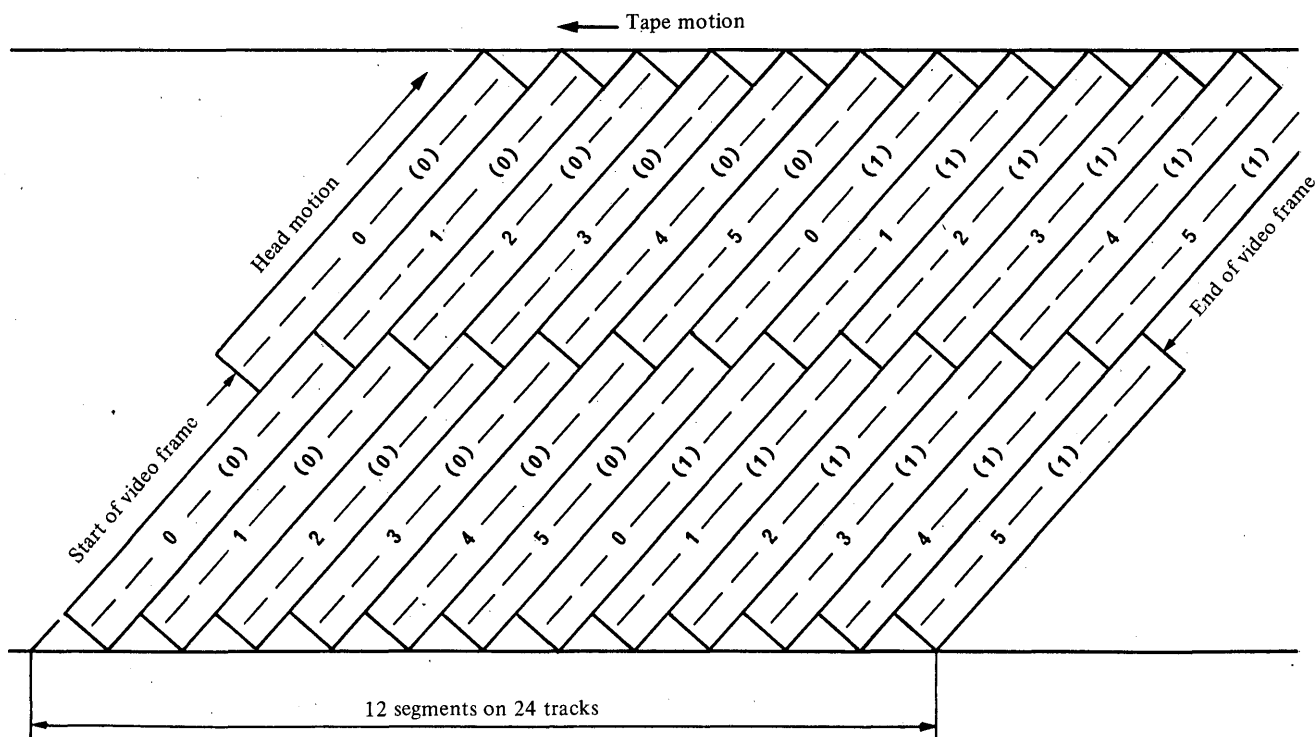 Tape motion
Head motion
0 (0) 1 (0) 2 (0) 3 (0) 4 (0) 5 (0) 0 (1) 1 (1) 2 (1) 3 (1) 4 (1) 5 (1)
Start of video frame
End of video frame
0 (0) 1 (0) 2 (0) 3 (0) 4 (0) 5 (0) 0 (1) 1 (1) 2 (1) 3 (1) 4 (1) 5 (1)
12 segments on 24 tracks